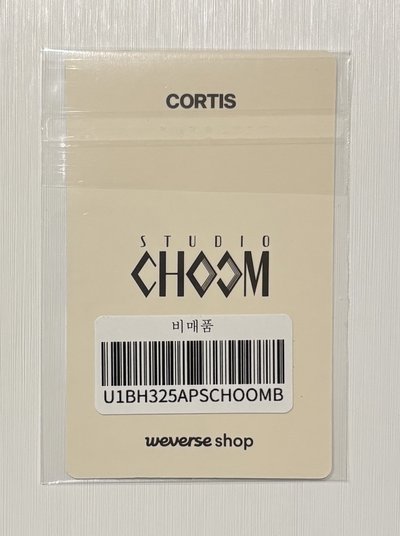 CORTIS
STUDIO
CHOOM
비매품
U1BH325APSCHOOMB
weverse shop